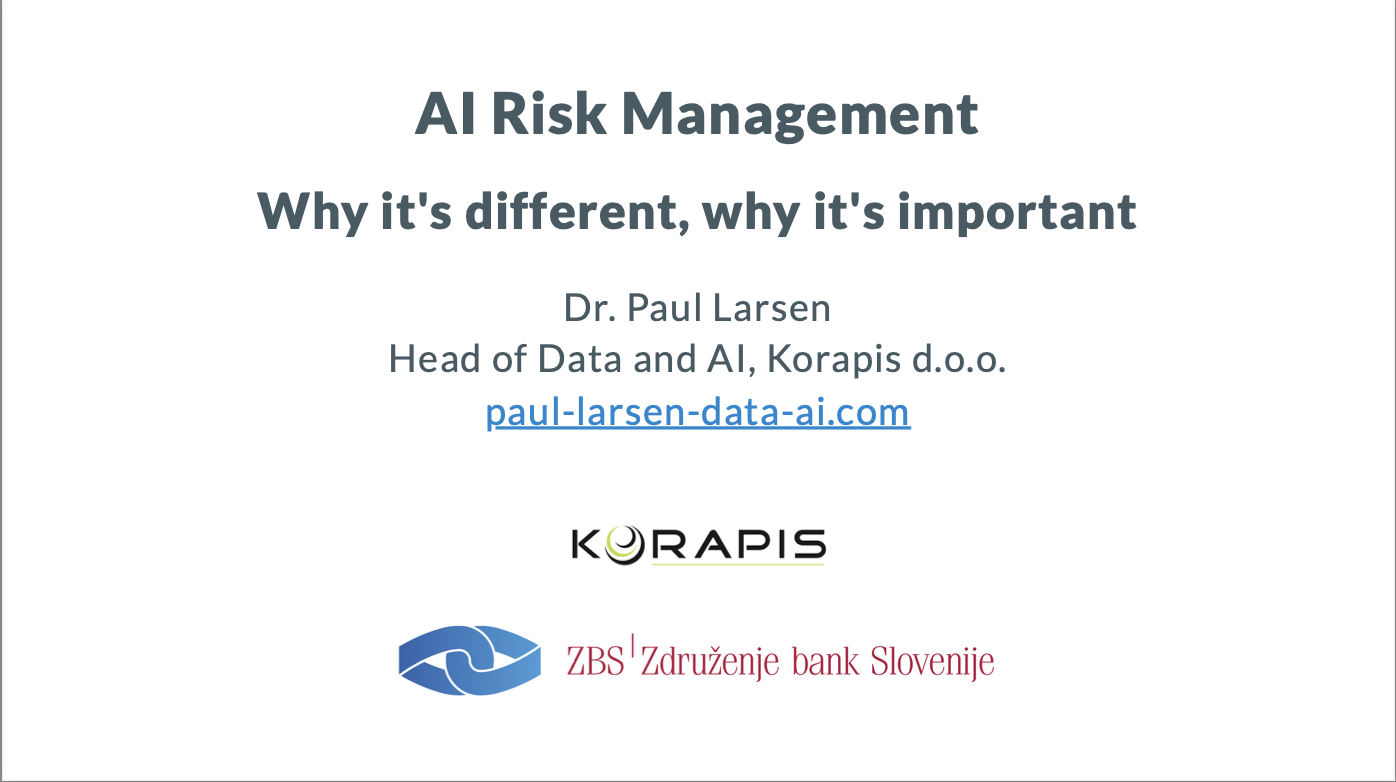 AI Risk Management
Why it's different, why it's important
Dr. Paul Larsen
Head of Data and AI, Korapis d.o.o.
paul-larsen-data-ai.com
KORAPIS
ZBS | Združenje bank Slovenije